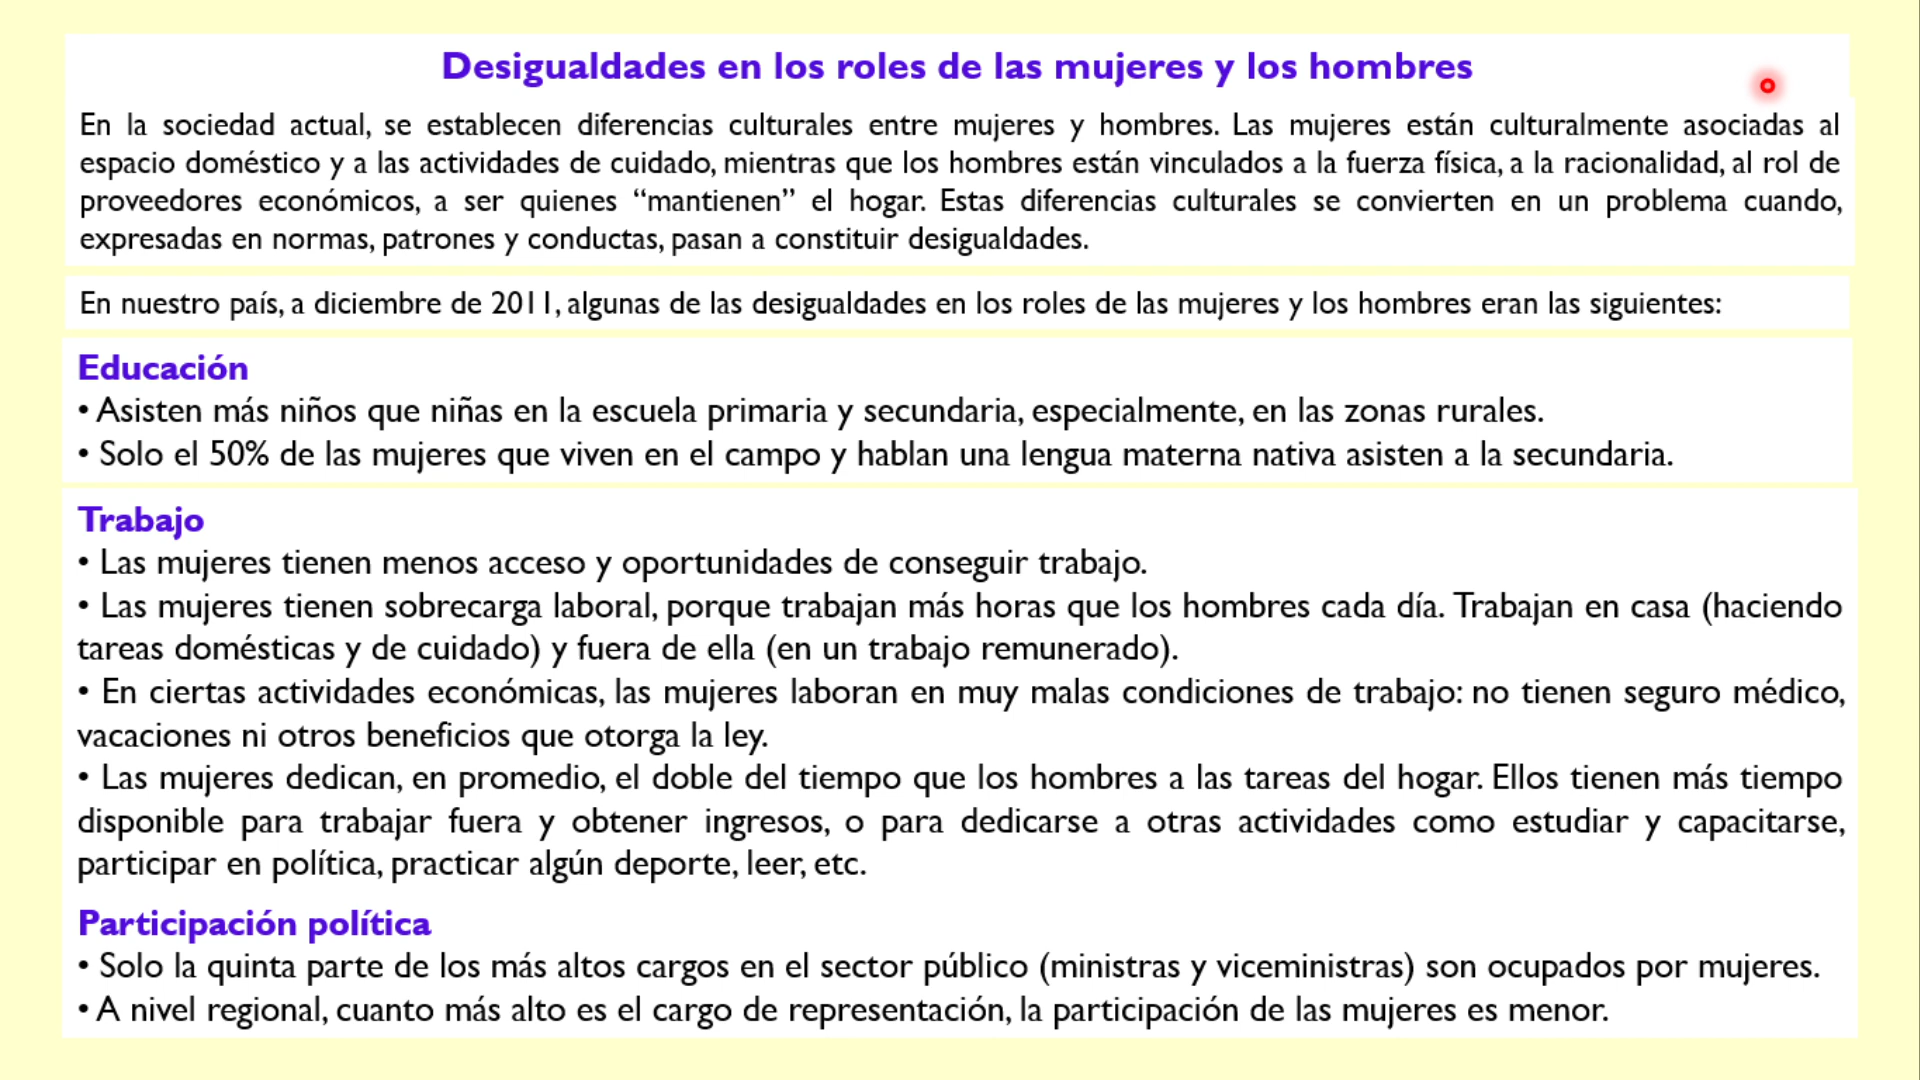 Desigualdades en los roles de las mujeres y los hombres
En la sociedad actual, se establecen diferencias culturales entre mujeres y hombres. Las mujeres están culturalmente asociadas al
espacio doméstico y a las actividades de cuidado, mientras que los hombres están vinculados a la fuerza física, a la racionalidad, al rol de
proveedores económicos, a ser quienes “mantienen” el hogar. Estas diferencias culturales se convierten en un problema cuando,
expresadas en normas, patrones y conductas, pasan a constituir desigualdades.
En nuestro país, a diciembre de 2011, algunas de las desigualdades en los roles de las mujeres y los hombres eran las siguientes:
Educación
• Asisten más niños que niñas en la escuela primaria y secundaria, especialmente, en las zonas rurales.
• Solo el 50% de las mujeres que viven en el campo y hablan una lengua materna nativa asisten a la secundaria.
Trabajo
• Las mujeres tienen menos acceso y oportunidades de conseguir trabajo.
• Las mujeres tienen sobrecarga laboral, porque trabajan más horas que los hombres cada día. Trabajan en casa (haciendo
tareas domésticas y de cuidado) y fuera de ella (en un trabajo remunerado).
• En ciertas actividades económicas, las mujeres laboran en muy malas condiciones de trabajo: no tienen seguro médico,
vacaciones ni otros beneficios que otorga la ley.
• Las mujeres dedican, en promedio, el doble del tiempo que los hombres a las tareas del hogar. Ellos tienen más tiempo
disponible para trabajar fuera y obtener ingresos, o para dedicarse a otras actividades como estudiar y capacitarse,
participar en política, practicar algún deporte, leer, etc.
Participación política
• Solo la quinta parte de los más altos cargos en el sector público (ministras y viceministras) son ocupados por mujeres.
• A nivel regional, cuanto más alto es el cargo de representación, la participación de las mujeres es menor.